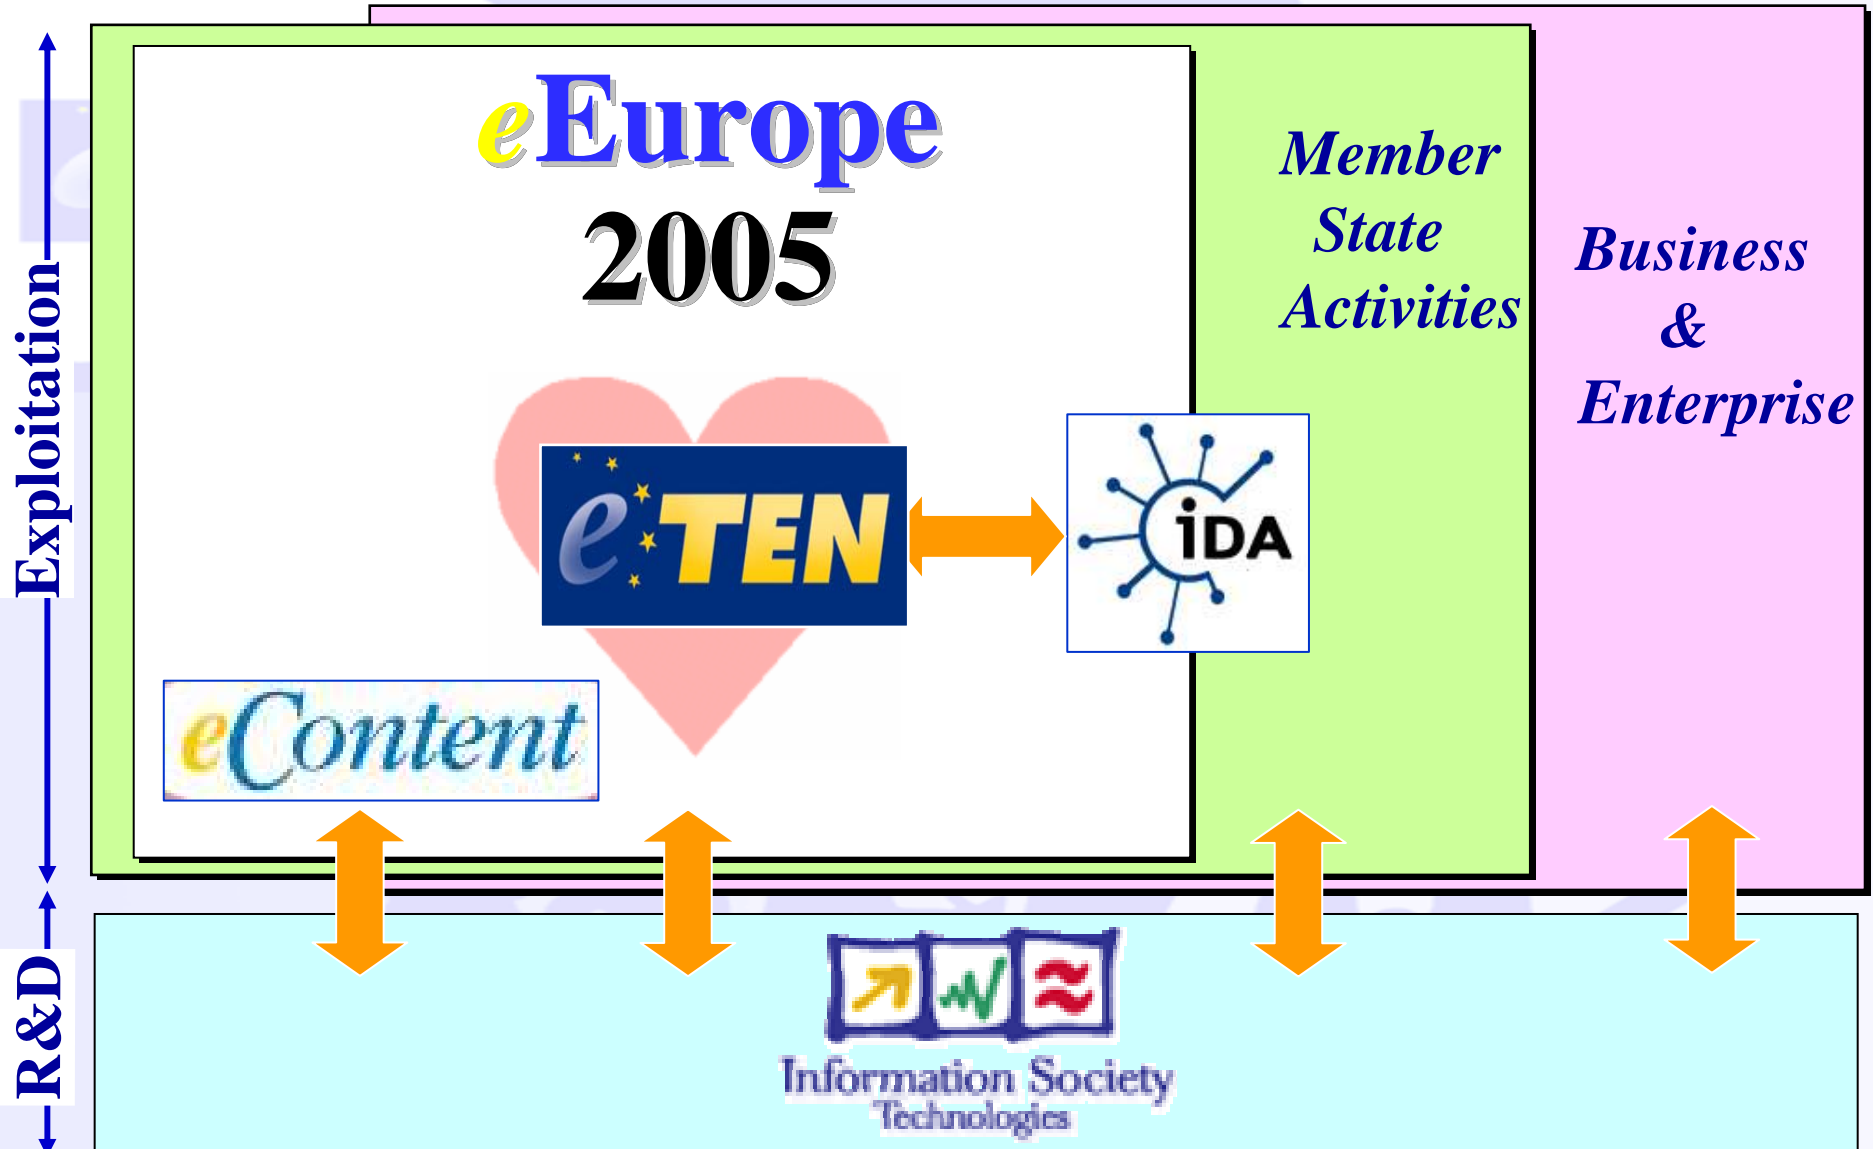 eEurope
2005
Member
State
Activities
Business
&
Enterprise
Exploitation
eTEN
iDA
eContent
R&D
Information Society
Technologies